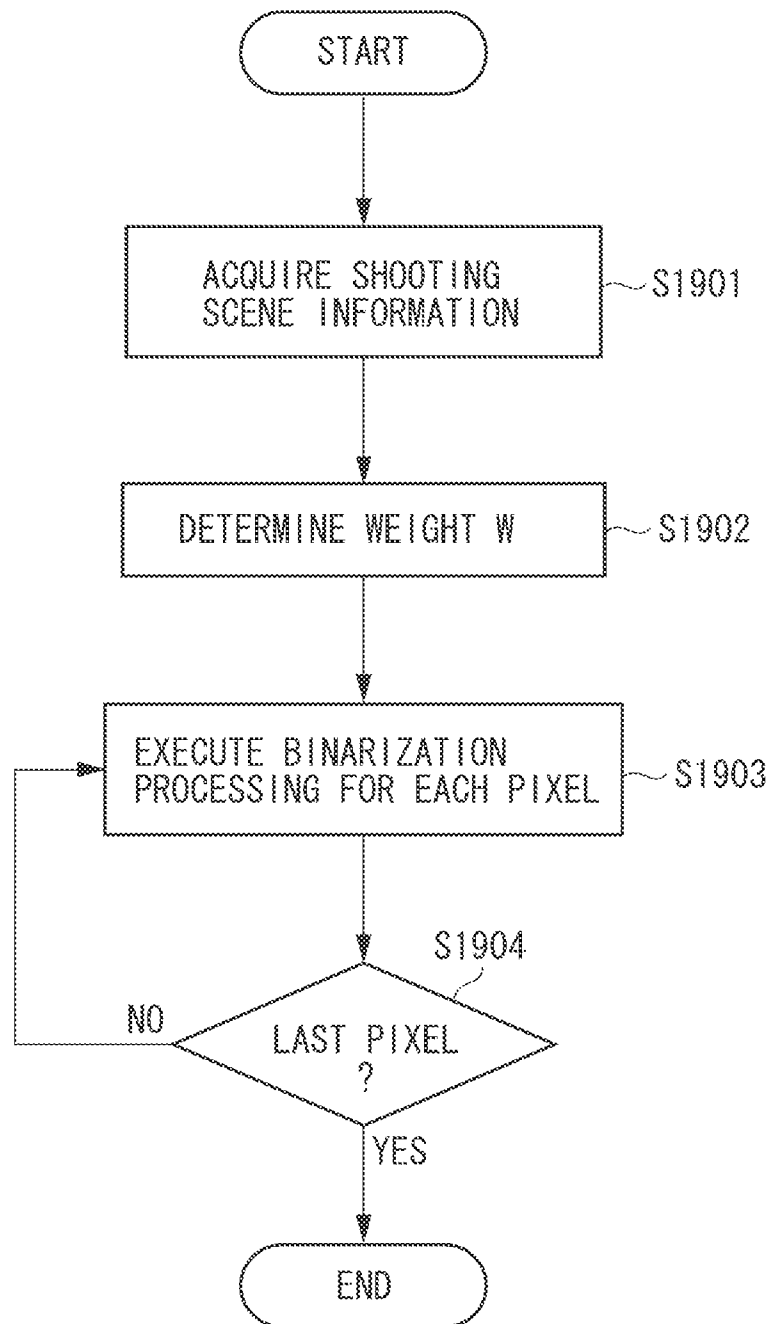 START
ACQUIRE SHOOTING
SCENE INFORMATION
S1901
DETERMINE WEIGHT W
S1902
EXECUTE BINARIZATION
PROCESSING FOR EACH PIXEL
S1903
S1904
NO
LAST PIXEL
?
YES
END